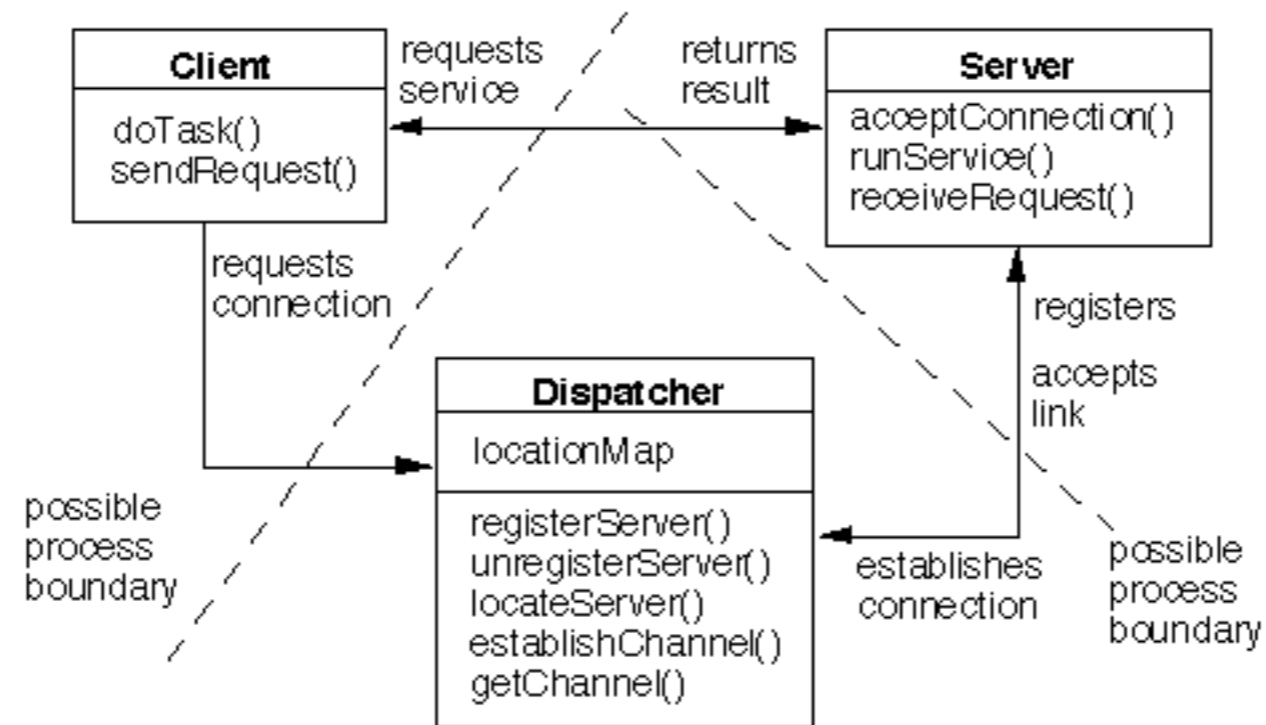 Client
doTask()
sendRequest()
requests
service
returns
result
Server
acceptConnection()
runService()
receiveRequest()
requests
connection
registers
accepts
link
Dispatcher
locationMap
registerServer()
unregisterServer()
locateServer()
establishChannel()
getChannel()
possible
process
boundary
establishes
connection
possible
process
boundary